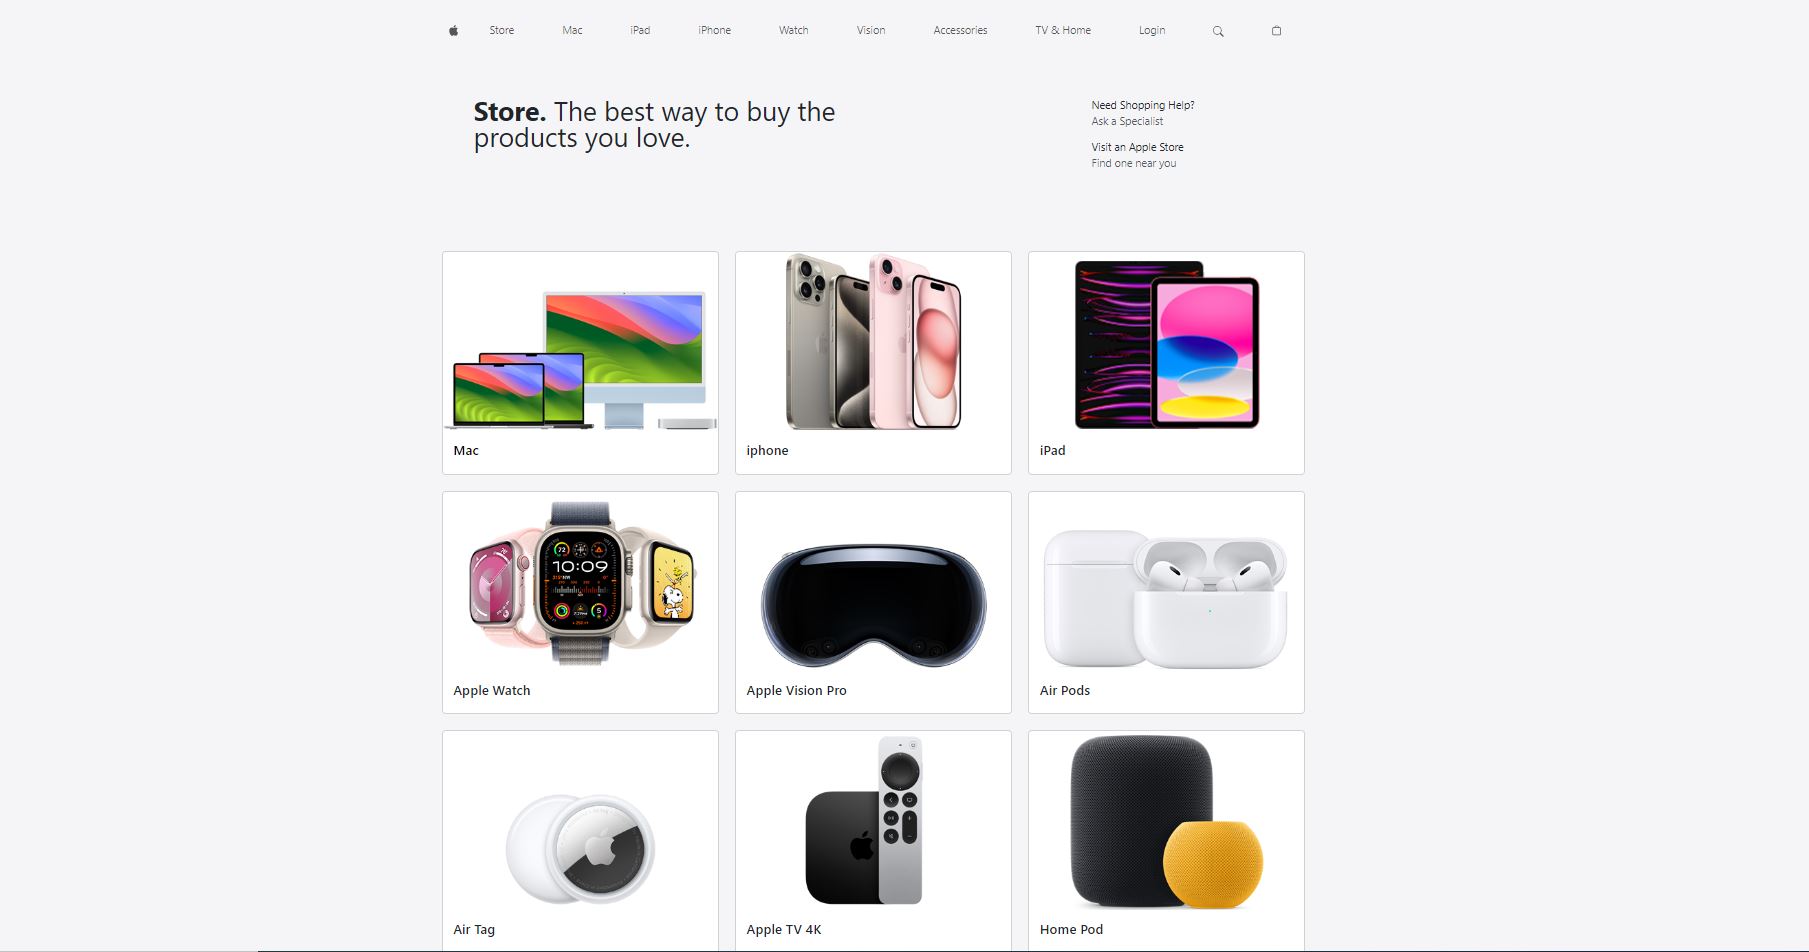 Store Mac iPad iPhone Watch Vision Accessories TV & Home Login
Store. The best way to buy the
products you love.
Need Shopping Help?
Ask a Specialist
Visit an Apple Store
Find one near you
Mac
iphone
iPad
72
10:09
Apple Watch
Apple Vision Pro
Air Pods
Air Tag
Apple TV 4K
Home Pod